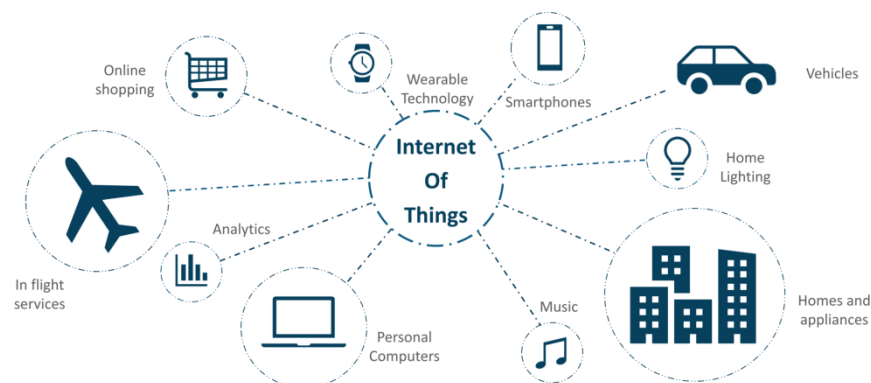 Online
shopping
Wearable
Technology
Smartphones
Vehicles
Internet
Of
Things
Home
Lighting
In flight
services
Analytics
Personal
Computers
Music
Homes and
appliances